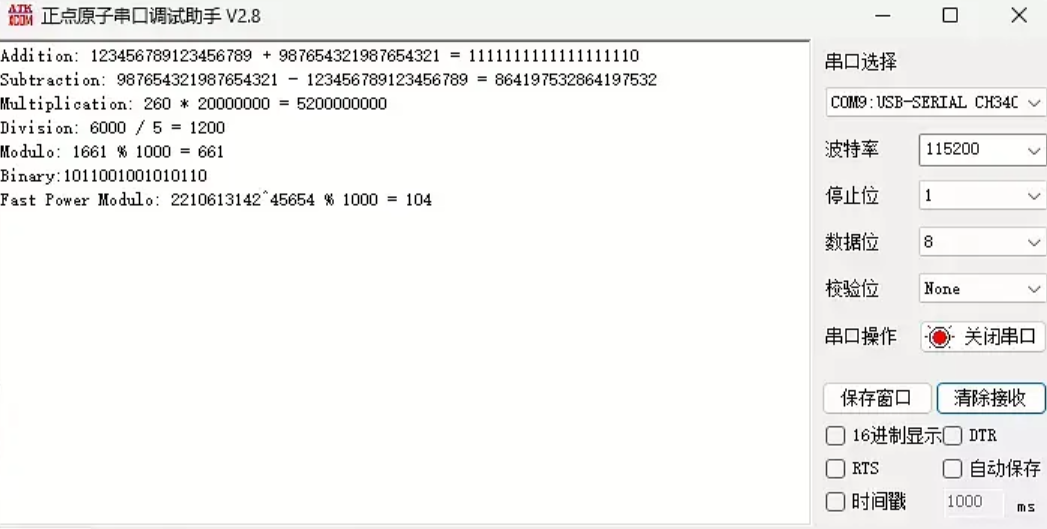 ATK
XCOM
正点原子串口调试助手 V2.8
Addition: 123456789123456789 + 987654321987654321 = 1111111111111111110
Subtraction: 987654321987654321 - 123456789123456789 = 864197532864197532
Multiplication: 260 * 20000000 = 5200000000
Division: 6000 / 5 = 1200
Modulo: 1661 % 1000 = 661
Binary:1011001001010110
Fast Power Modulo: 2210613142^45654 % 1000 = 104
串口选择
COM9:USB-SERIAL CH340
波特率 115200
停止位 1
数据位 8
校验位 None
串口操作 关闭串口
保存窗口 清除接收
16进制显示 DTR
RTS 自动保存
时间戳 1000 ms